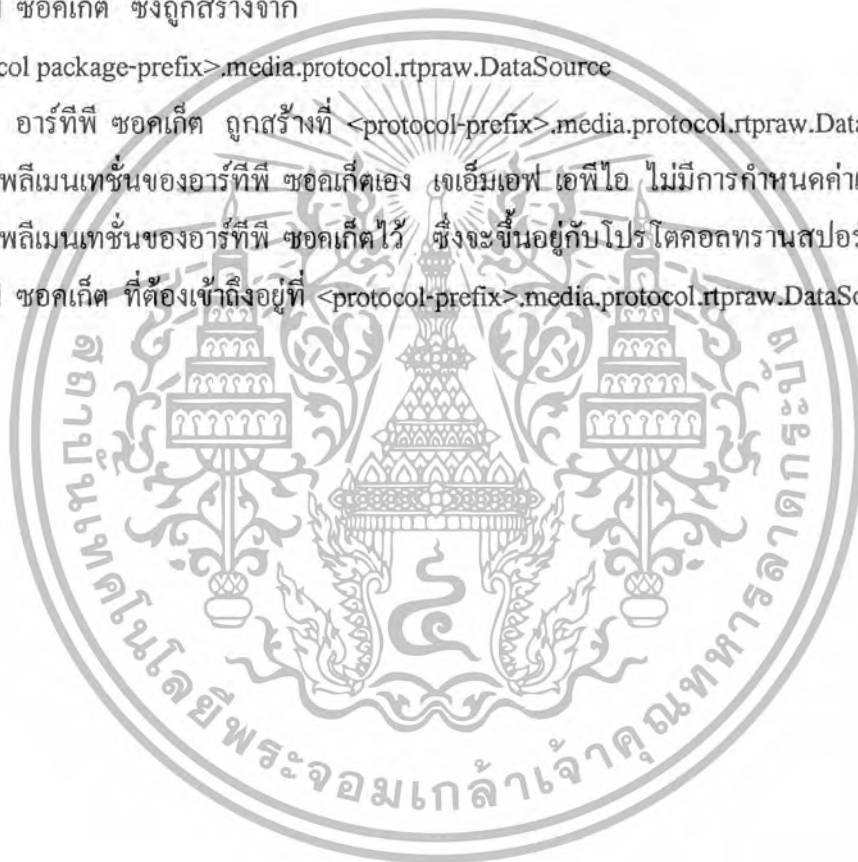 ซอคเก็ต ซึ่งถูกสร้างจาก
col package-prefix>.media.protocol.rtpraw.DataSource
อาร์ทีพี ซอคเก็ต ถูกสร้างที่ <protocol-prefix>.media.protocol.rtpraw.Data
พลีเมนเทชั่นของอาร์ทีพี ซอคเก็ตเอง เจเอ็มเอฟ เอพีไอ ไม่มีการกำหนดค่า
พลีเมนเทชั่นของอาร์ทีพี ซอคเก็ตไว้ ซึ่งจะขึ้นอยู่กับโปรโตคอลทรานสปอร์
ซอคเก็ต ที่ต้องเข้าถึงอยู่ที่ <protocol-prefix>.media.protocol.rtpraw.DataSo
สถาบันเทคโนโลยีพระจอมเกล้าเจ้าคุณทหารลาดกระบัง